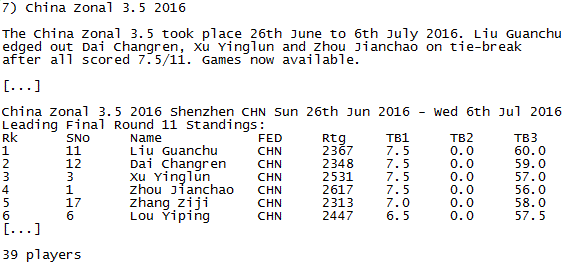 7) China Zonal 3.5 2016
The China Zonal 3.5 took place 26th June to 6th July 2016. Liu Guanchu
edged out Dai Changren, Xu Yinglun and Zhou Jianchao on tie-break
after all scored 7.5/11. Games now available.
[...]
China Zonal 3.5 2016 Shenzhen CHN Sun 26th Jun 2016 - Wed 6th Jul 2016
Leading Final Round 11 Standings:
Rk SNo Name FED Rtg TB1 TB2 TB3
1 11 Liu Guanchu CHN 2367 7.5 0.0 60.0
2 12 Dai Changren CHN 2348 7.5 0.0 59.0
3 3 Xu Yinglun CHN 2531 7.5 0.0 57.0
4 1 Zhou Jianchao CHN 2617 7.5 0.0 56.0
5 17 Zhang Ziji CHN 2313 7.0 0.0 58.0
6 6 Lou Yiping CHN 2447 6.5 0.0 57.5
[...]
39 players